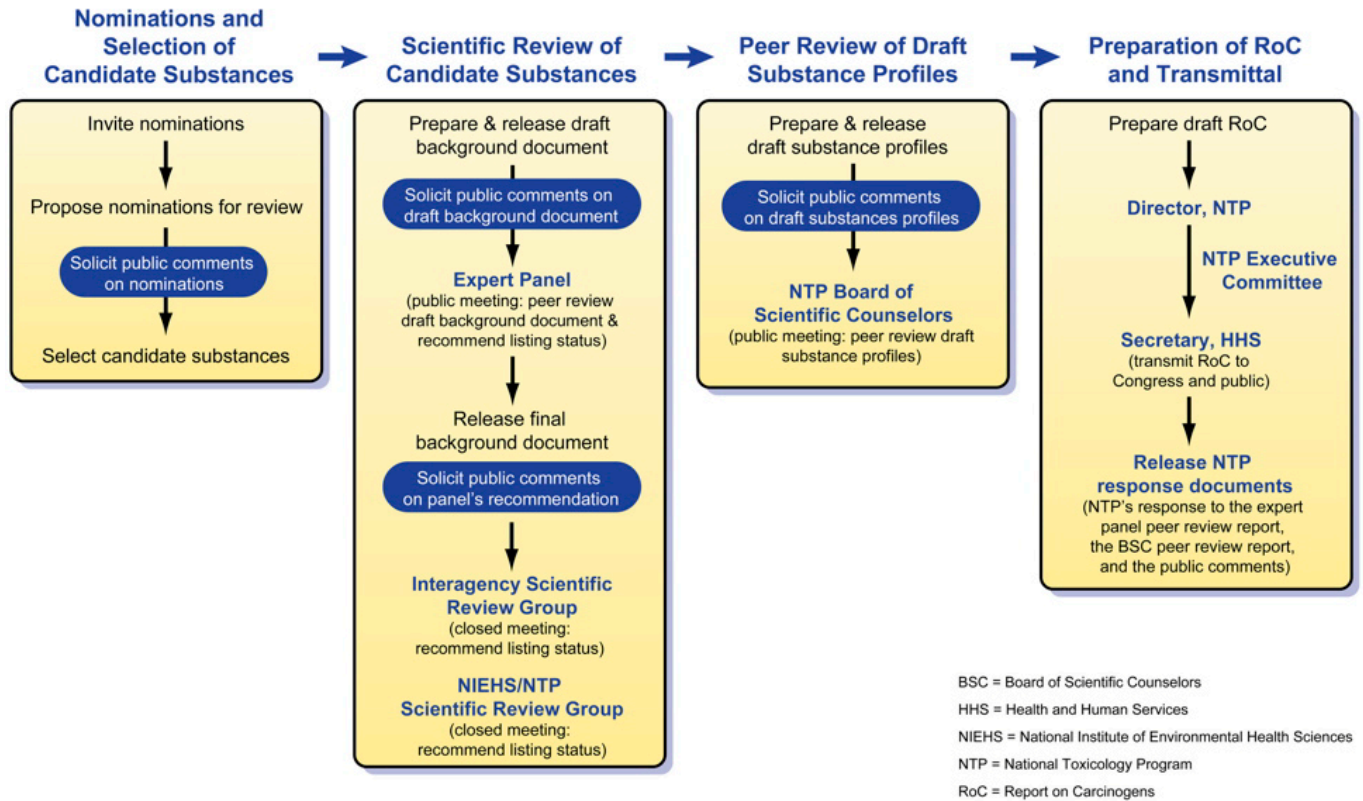 Nominations and
Selection of
Candidate Substances
Invite nominations
Propose nominations for review
Solicit public comments
on nominations
Select candidate substances
Scientific Review of
Candidate Substances
Prepare & release draft
background document
Solicit public comments on
draft background document
Expert Panel
(public meeting: peer review
draft background document &
recommend listing status)
Release final
background document
Solicit public comments
on panel's recommendation
Interagency Scientific
Review Group
(closed meeting:
recommend listing status)
NIEHS/NTP
Scientific Review Group
(closed meeting:
recommend listing status)
Peer Review of Draft
Substance Profiles
Prepare & release
draft substance profiles
Solicit public comments
on draft substances profiles
NTP Board of
Scientific Counselors
(public meeting: peer review draft
substance profiles)
Preparation of RoC
and Transmittal
Prepare draft RoC
Director, NTP
NTP Executive
Committee
Secretary, HHS
(transmit RoC to
Congress and public)
Release NTP
response documents
(NTP's response to the expert
panel peer review report,
the BSC peer review report,
and the public comments)
BSC = Board of Scientific Counselors
HHS = Health and Human Services
NIEHS = National Institute of Environmental Health Sciences
NTP = National Toxicology Program
RoC = Report on Carcinogens